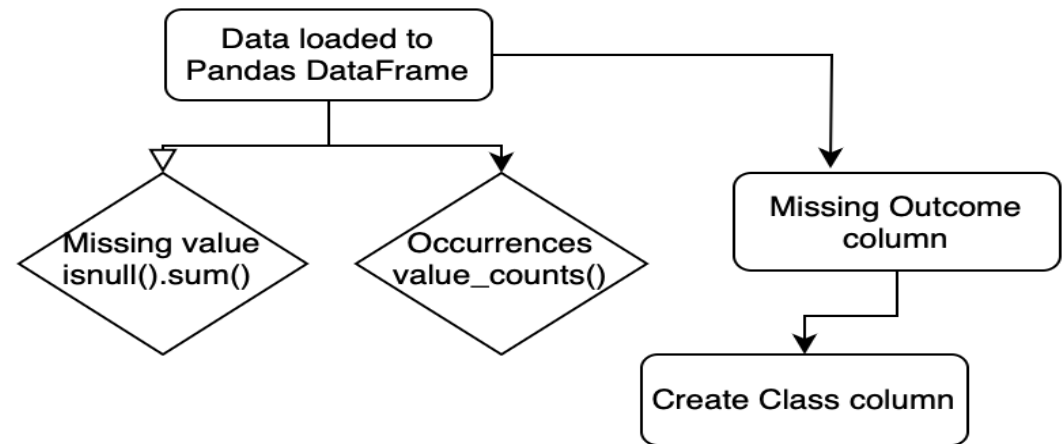 Data loaded to
Pandas DataFrame
Missing value
isnull().sum()
Occurrences
value_counts()
Missing Outcome
column
Create Class column